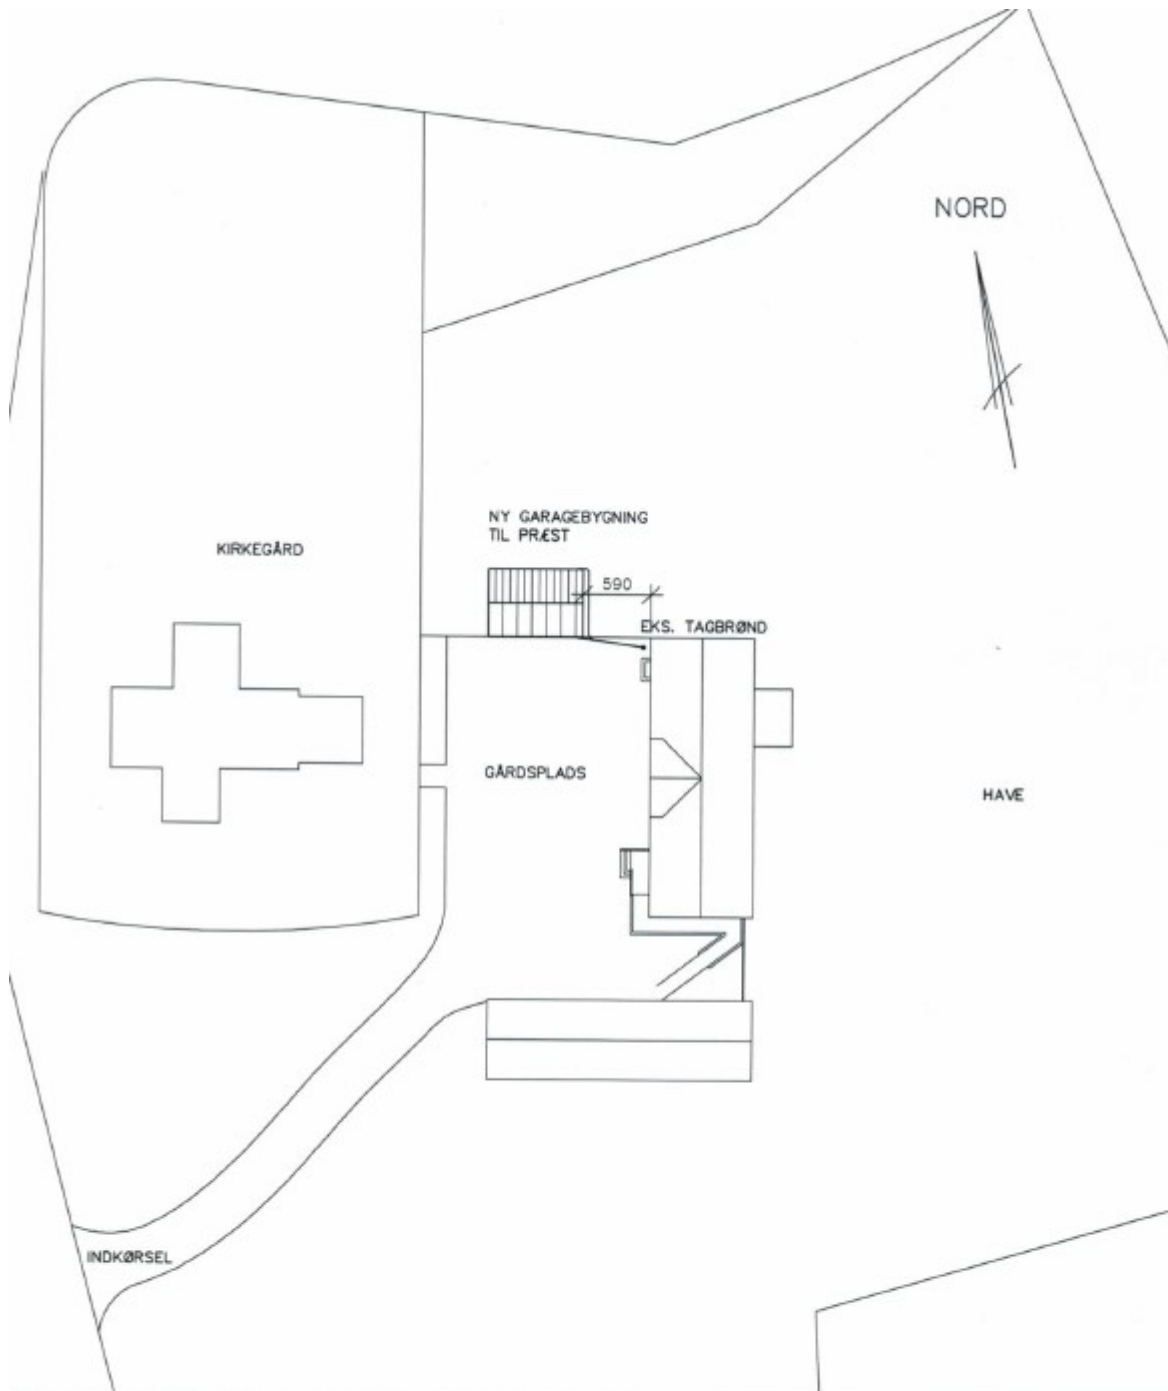 NORD
NY GARAGEBYGNING
TIL PRÆST
KIRKEGÅRD
590
EKS. TAGBRØND
GÅRDSPLADS
HAVE
INDKØRSEL